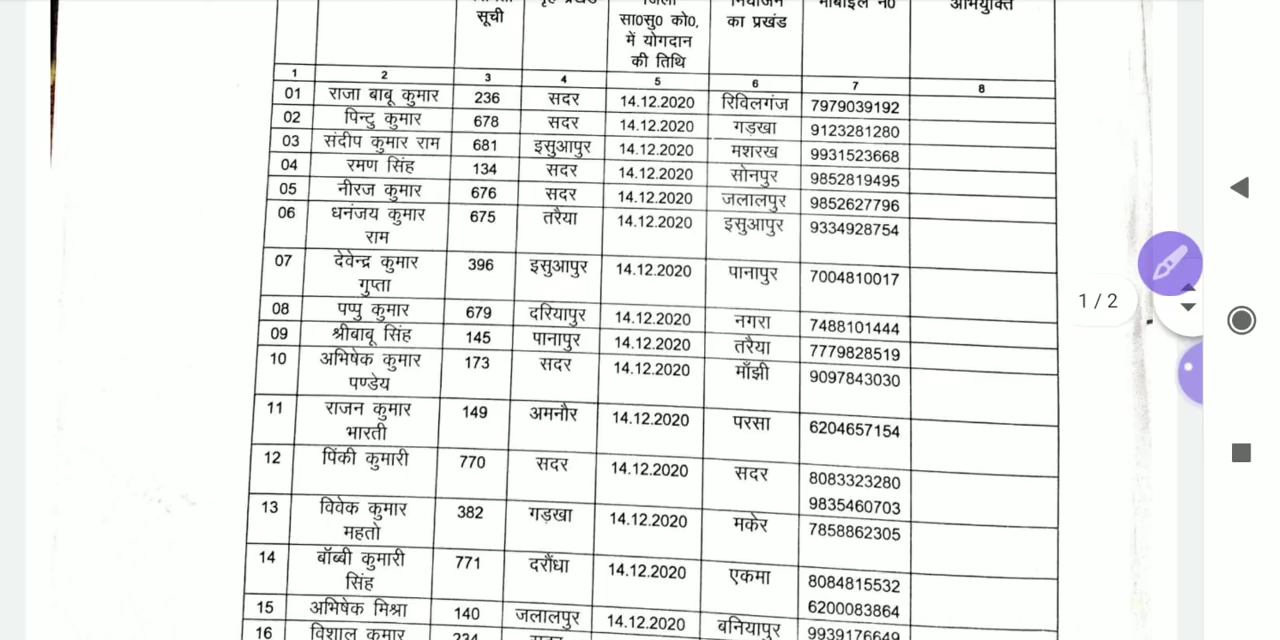 सूची
सा0सु0 को0,
में योगदान
की तिथि
का प्रखंड
मोबाईल न0
अभियुक्ति
1 2 3 4 5 6 7 8
01 राजा बाबू कुमार 236 सदर 14.12.2020 रिविलगंज 7979039192
02 पिन्टु कुमार 678 सदर 14.12.2020 गड़खा 9123281280
03 संदीप कुमार राम 681 इसुआपुर 14.12.2020 मशरख 9931523668
04 रमण सिंह 134 सदर 14.12.2020 सोनपुर 9852819495
05 नीरज कुमार 676 सदर 14.12.2020 जलालपुर 9852627796
06 धनंजय कुमार 675 तरैया 14.12.2020 इसुआपुर 9334928754
राम
07 देवेन्द्र कुमार 396 इसुआपुर 14.12.2020 पानापुर 7004810017
गुप्ता
08 पप्पु कुमार 679 दरियापुर 14.12.2020 नगरा 7488101444
09 श्रीबाबू सिंह 145 पानापुर 14.12.2020 तरैया 7779828519
10 अभिषेक कुमार 173 सदर 14.12.2020 माँझी 9097843030
पण्डेय
11 राजन कुमार 149 अमनौर 14.12.2020 परसा 6204657154
भारती
12 पिंकी कुमारी 770 सदर 14.12.2020 सदर 8083323280
9835460703
13 विवेक कुमार 382 गड़खा 14.12.2020 मकेर 7858862305
महतो
14 बॉब्बी कुमारी 771 दरौंधा 14.12.2020 एकमा 8084815532
सिंह 6200083864
15 अभिषेक मिश्रा 140 जलालपुर 14.12.2020 बनियापुर 9939176649
16 विशाल कुमार 234 सदर
1 / 2